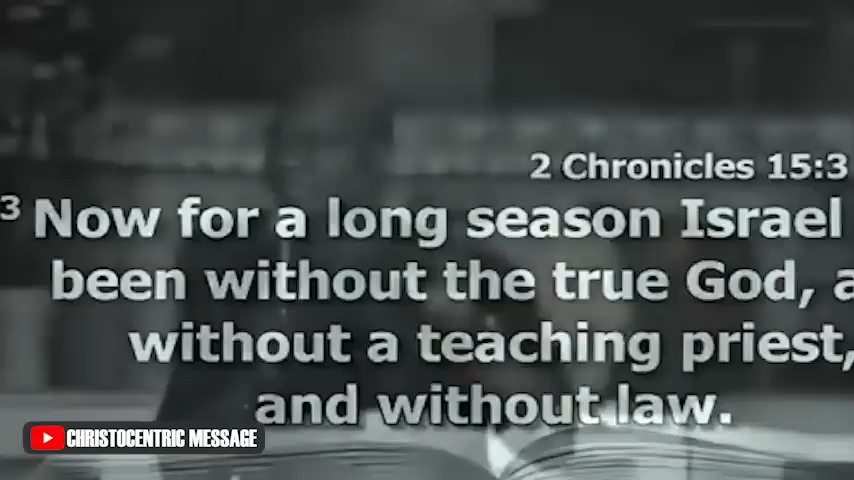 2 Chronicles 15:3
3 Now for a long season Israel
been without the true God,
without a teaching priest,
and without law.
CHRISTOCENTRIC MESSAGE